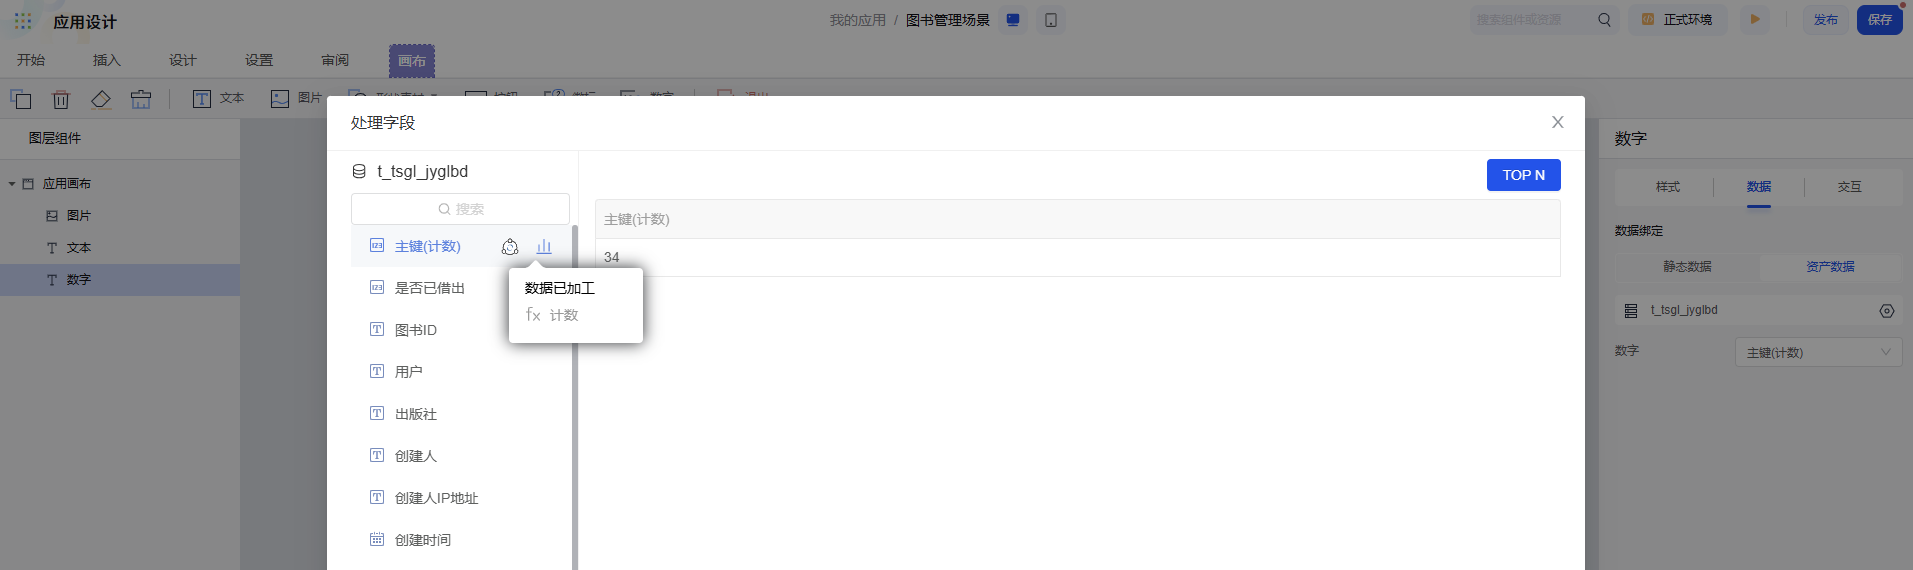 应用设计
我的应用 / 图书管理场景
搜索组件或资源
正式环境
发布
保存
开始
插入
设计
设置
审阅
画布
文本
图片
图层组件
应用画布
图片
文本
数字
处理字段
t_tsgl_jyglbd
搜索
主键(计数)
是否已借出
图书ID
用户
出版社
创建人
创建人IP地址
创建时间
数据已加工
fx 计数
TOP N
主键(计数)
34
数字
样式
数据
交互
数据绑定
静态数据
资产数据
t_tsgl_jyglbd
数字
主键(计数)